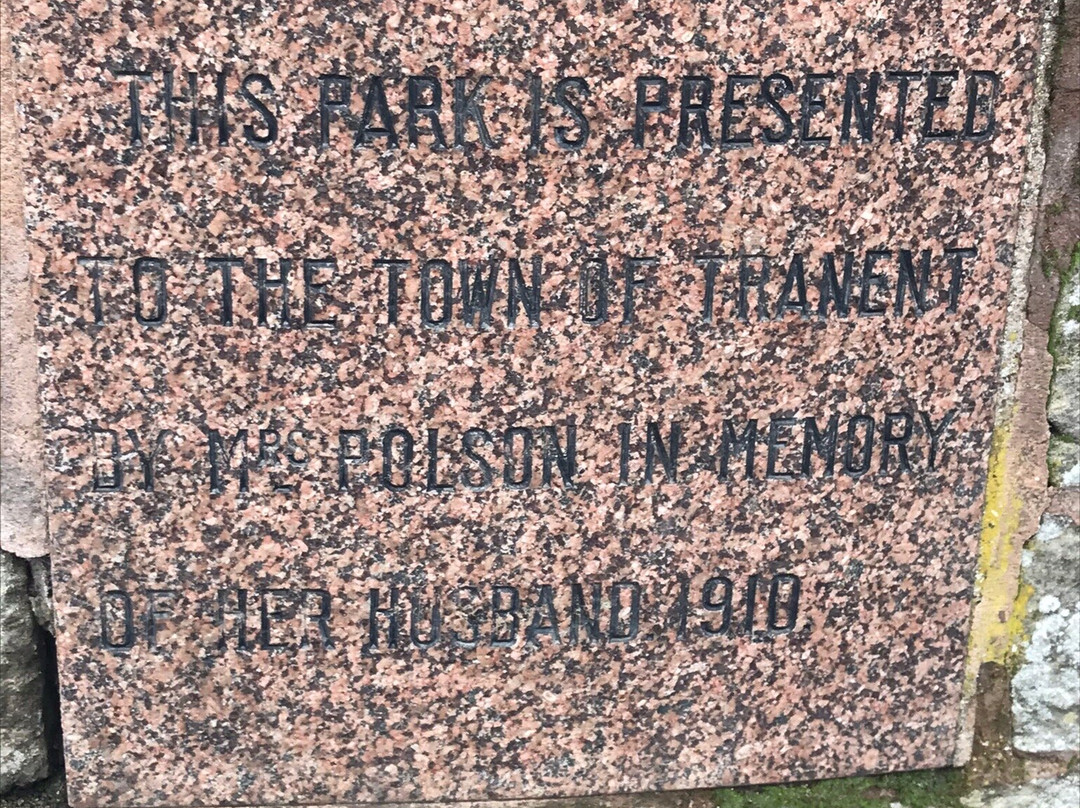 THIS PARK IS PRESENTED
TO THE TOWN OF TRANENT
BY MRS POLSON IN MEMORY
OF HER HUSBAND 1910